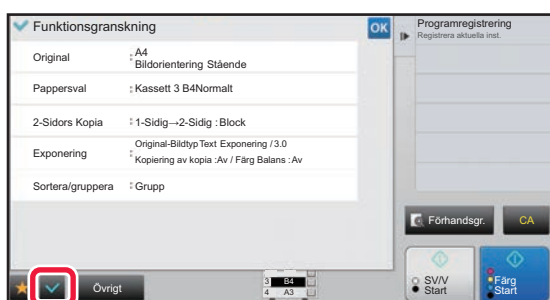 Funktionsgranskning
OK
Original : A4
Bildorientering Stående
Pappersval : Kassett 3 B4Normalt
2-Sidors Kopia : 1-Sidig→2-Sidig : Block
Exponering : Original-BildtypText Exponering / 3.0
: Kopiering av kopia :Av / Färg Balans : Av
Sortera/gruppera : Grupp
Övrigt
3 B4
4 A3
Programregistrering
Registrera aktuella inst.
Förhandsgr.
CA
SV/V
Start
Färg
Start